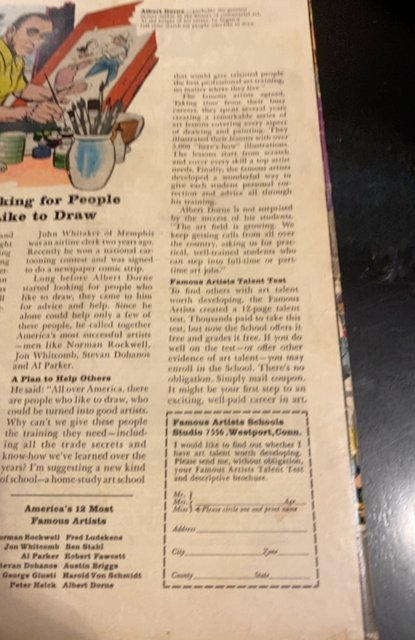 Albert Dorne
king for People
ike to Draw
John Whitaker of Memphis
was an airline clerk two years ago.
Recently he won a national car-
tooning contest and was signed
to do a newspaper comic strip.
Long before Albert Dorne
started looking for people who
like to draw, they came to him
for advice and help. Since he
alone could help only a few of
these people, he called together
America's most successful artists
—men like Norman Rockwell,
Jon Whitcomb, Stevan Dohanos
and Al Parker.
A Plan to Help Others
He said: "All over America, there
are people who like to draw, who
could be turned into good artists.
Why can't we give these people
the training they need—includ-
ing all the trade secrets and
know-how we've learned over the
years? I'm suggesting a new kind
of school—a home-study art school
America's 12 Most
Famous Artists
orman Rockwell Fred Ludekens
Jon Whitcomb Ben Stahl
Al Parker Robert Fawcett
tevan Dohanos Austin Briggs
George Giusti Harold Von Schmidt
Peter Helck Albert Dorne
that would give talented people
the best professional art training,
no matter where they live."
The famous artists agreed.
Taking time from their busy
careers, they spent several years
creating a remarkable series of
art lessons covering every aspect
of drawing and painting. They
illustrated their lessons with over
5,000 "here's how" illustrations.
The lessons start from scratch
and cover every skill a top artist
needs. Finally, the famous artists
developed a wonderful way to
give each student personal cor-
rection and advice all through
his training.
Albert Dorne is not surprised
by the success of his students.
"The art field is growing. We
keep getting calls from all over
the country, asking us for prac-
tical, well-trained students who
can step into full-time or part-
time art jobs."
Famous Artists Talent Test
To find others with art talent
worth developing, the Famous
Artists created a 12-page talent
test. Thousands paid to take this
test, but now the School offers it
free and grades it free. If you do
well on the test—or offer other
evidence of art talent—you may
enroll in the School. There's no
obligation. Simply mail coupon.
It might be your first step to an
exciting, well-paid career in art.
Famous Artists Schools
Studio 7556, Westport, Conn.
I would like to find out whether I
have art talent worth developing.
Please send me, without obligation,
your Famous Artists Talent Test
and descriptive brochure.
Mr.
Mrs. Age
Miss Please circle one and print name
Address
City Zone
County State